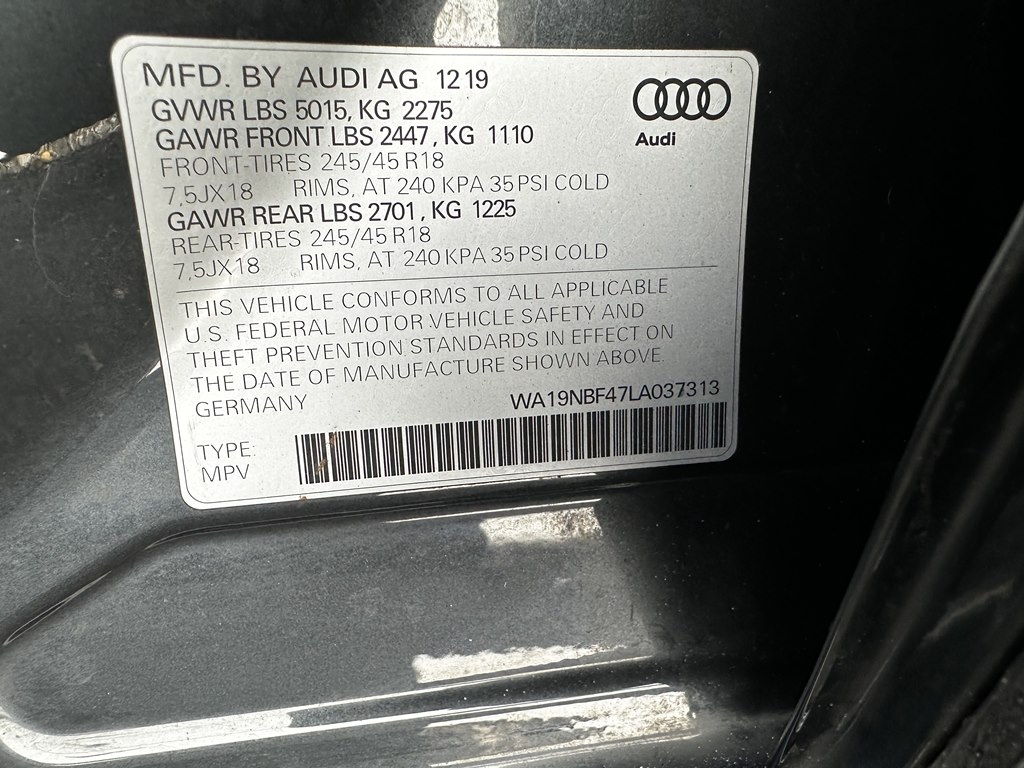 MFD. BY AUDI AG 12 19
GVWR LBS 5015, KG 2275
GAWR FRONT LBS 2447, KG 1110
FRONT-TIRES 245/45 R18
7,5JX18 RIMS, AT 240 KPA 35 PSI COLD
GAWR REAR LBS 2701, KG 1225
REAR-TIRES 245/45 R18
7,5JX18 RIMS, AT 240 KPA 35 PSI COLD
Audi
THIS VEHICLE CONFORMS TO ALL APPLICABLE
U.S. FEDERAL MOTOR VEHICLE SAFETY AND
THEFT PREVENTION STANDARDS IN EFFECT ON
THE DATE OF MANUFACTURE SHOWN ABOVE.
GERMANY WA19NBF47LA037313
TYPE:
MPV